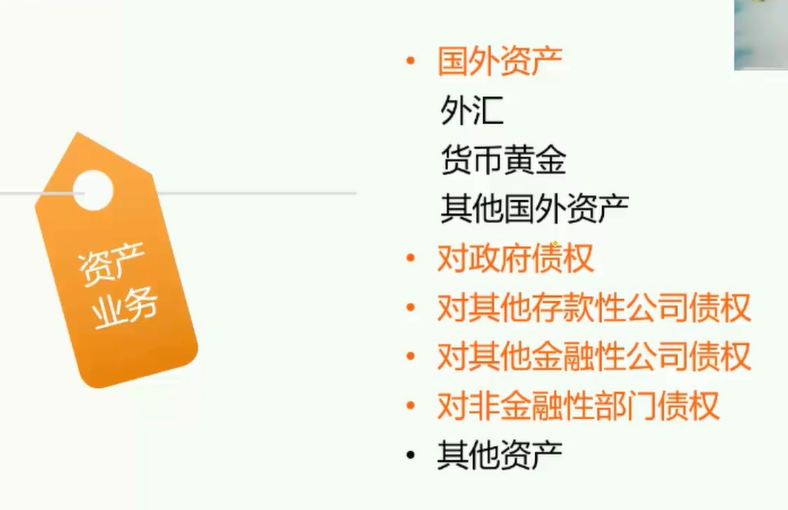 资产
业务
国外资产
外汇
货币黄金
其他国外资产
对政府债权
对其他存款性公司债权
对其他金融性公司债权
对非金融性部门债权
其他资产